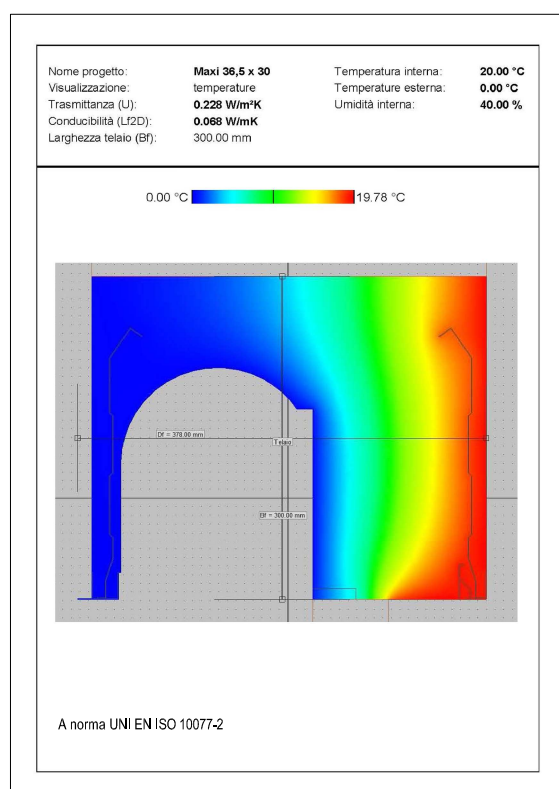 Nome progetto: Maxi 36,5 x 30 Temperatura interna: 20.00 °C
Visualizzazione: temperature Temperature esterna: 0.00 °C
Trasmittanza (U): 0.228 W/m²K Umidità interna: 40.00 %
Conducibilità (Lf2D): 0.068 W/mK
Larghezza telaio (Bf): 300.00 mm
0.00 °C 19.78 °C
Df = 378.00 mm
Telaio
Bf = 300.00 mm
A norma UNI EN ISO 10077-2